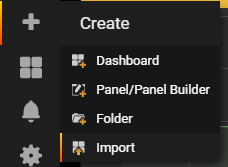 Create
Dashboard
Panel/Panel Builder
Folder
Import